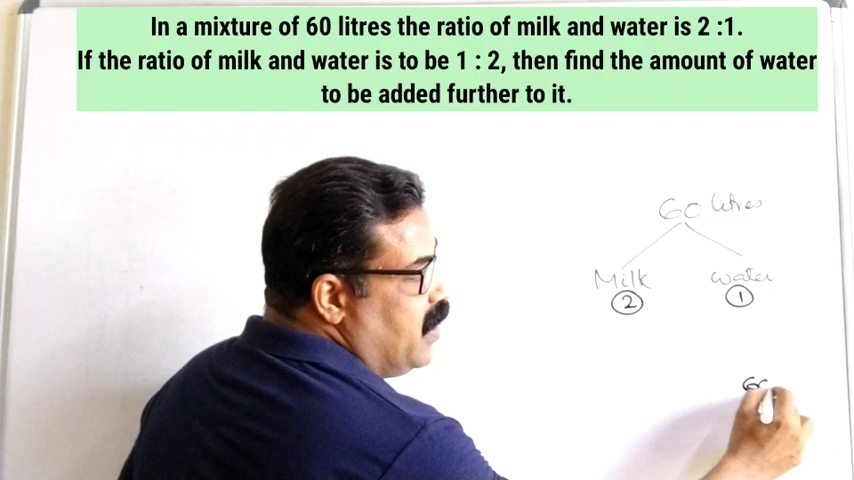 In a mixture of 60 litres the ratio of milk and water is 2 :1.
If the ratio of milk and water is to be 1 : 2, then find the amount of water
to be added further to it.
60 litres
Milk water
2 1
60